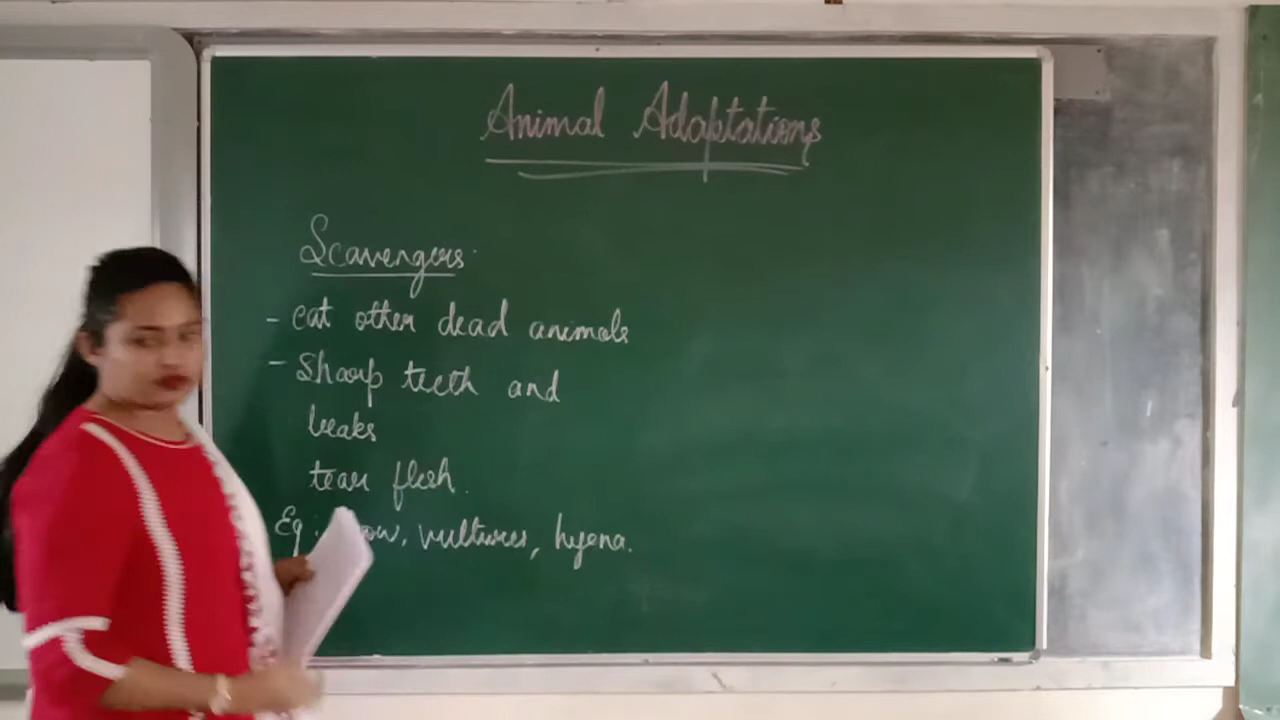 Animal Adaptations
Scavengers
- eat other dead animals
- Sharp teeth and
beaks
tear flesh.
Eg : vultures, hyena.